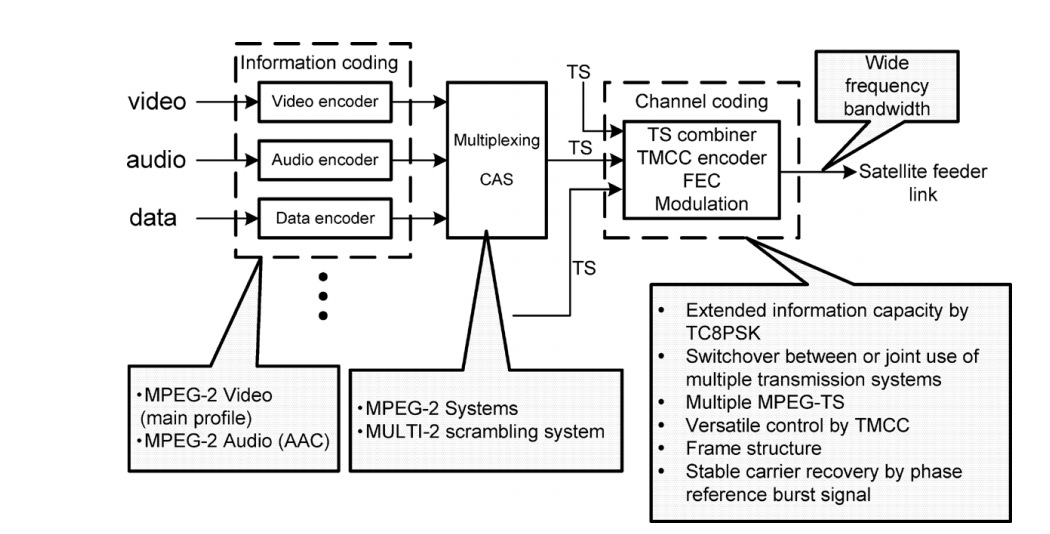 Information coding
video
Video encoder
audio
Audio encoder
data
Data encoder
Multiplexing
CAS
TS
TS
TS
Channel coding
TS combiner
TMCC encoder
FEC
Modulation
Wide
frequency
bandwidth
Satellite feeder
link
•MPEG-2 Video
(main profile)
•MPEG-2 Audio (AAC)
•MPEG-2 Systems
•MULTI-2 scrambling system
• Extended information capacity by
TC8PSK
• Switchover between or joint use of
multiple transmission systems
• Multiple MPEG-TS
• Versatile control by TMCC
• Frame structure
• Stable carrier recovery by phase
reference burst signal